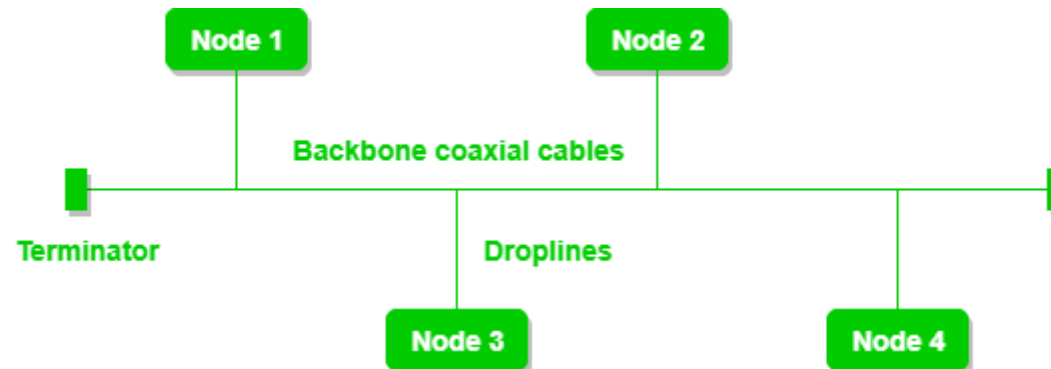 Node 1
Node 2
Backbone coaxial cables
Terminator
Droplines
Node 3
Node 4